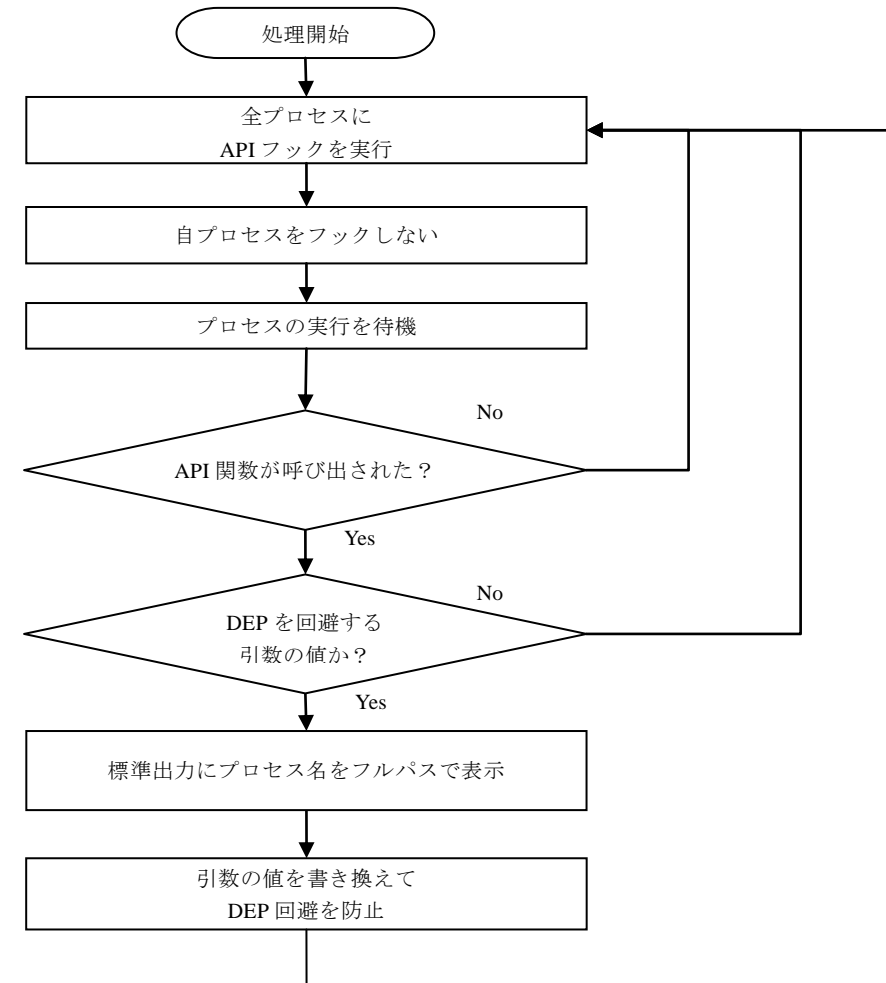 処理開始
全プロセスに
API フックを実行
自プロセスをフックしない
プロセスの実行を待機
No
API 関数が呼び出された？
Yes
No
DEP を回避する
引数の値か？
Yes
標準出力にプロセス名をフルパスで表示
引数の値を書き換えて
DEP 回避を防止